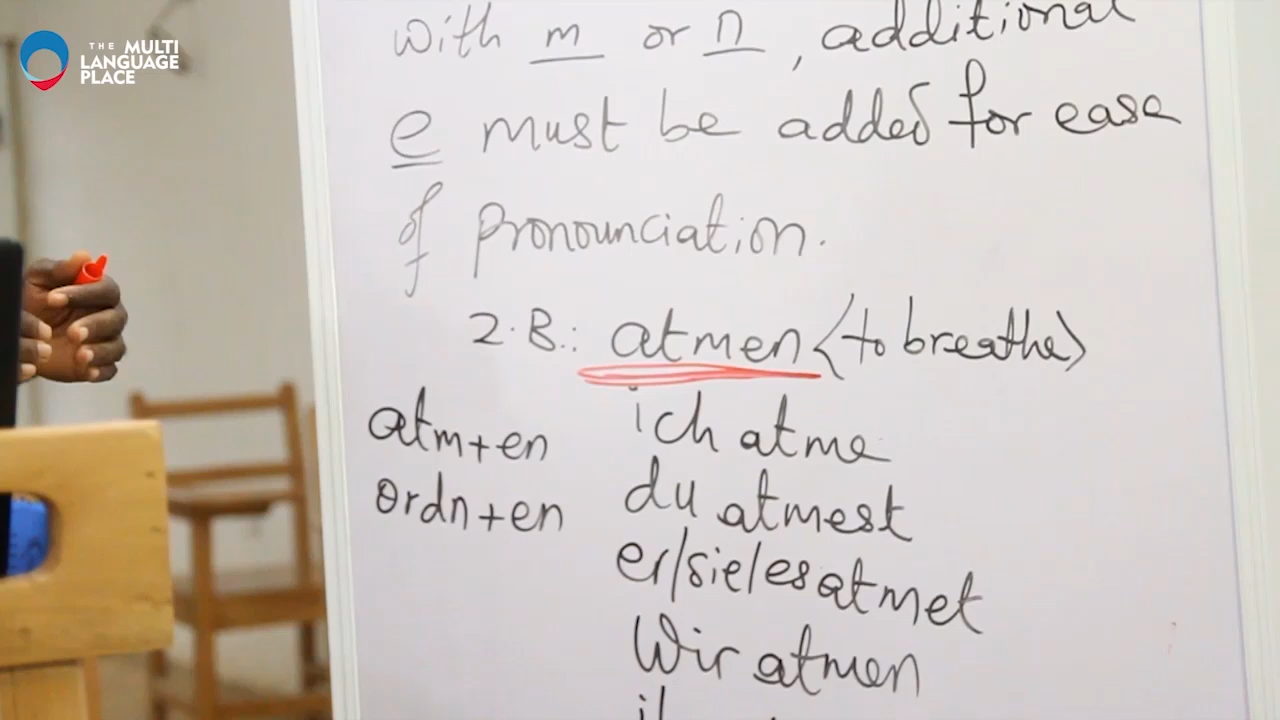 THE MULTI
LANGUAGE
PLACE
with m or n, additional
e must be added for ease
of pronounciation.
Z.B.: atmen <to breathe>
atm+en
ordn+en
ich atme
du atmest
er/sie/es atmet
Wir atmen